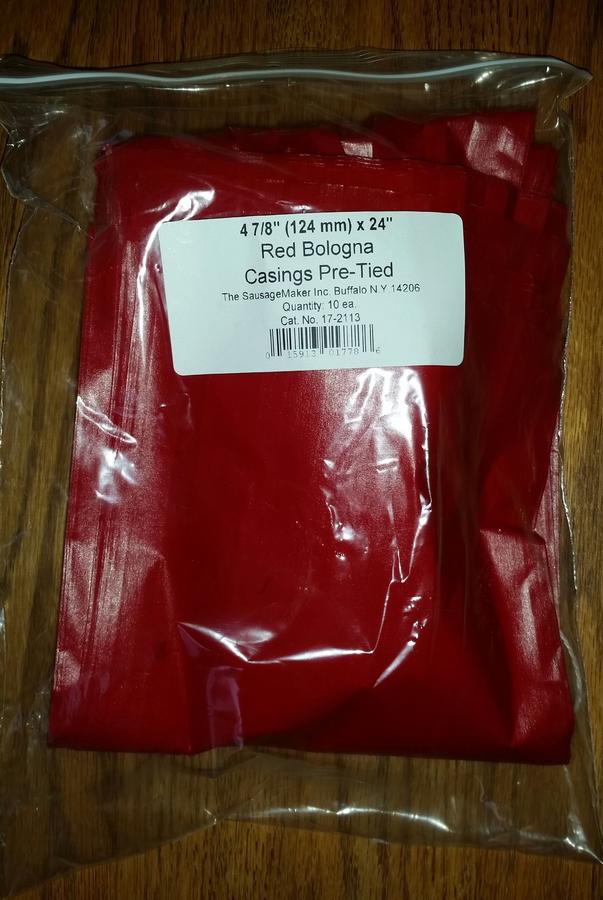 4 7/8" (124 mm) x 24"
Red Bologna
Casings Pre-Tied
The SausageMaker Inc. Buffalo N.Y.14206
Quantity: 10 ea.
Cat. No. 17-2113
0 15913 01778 6